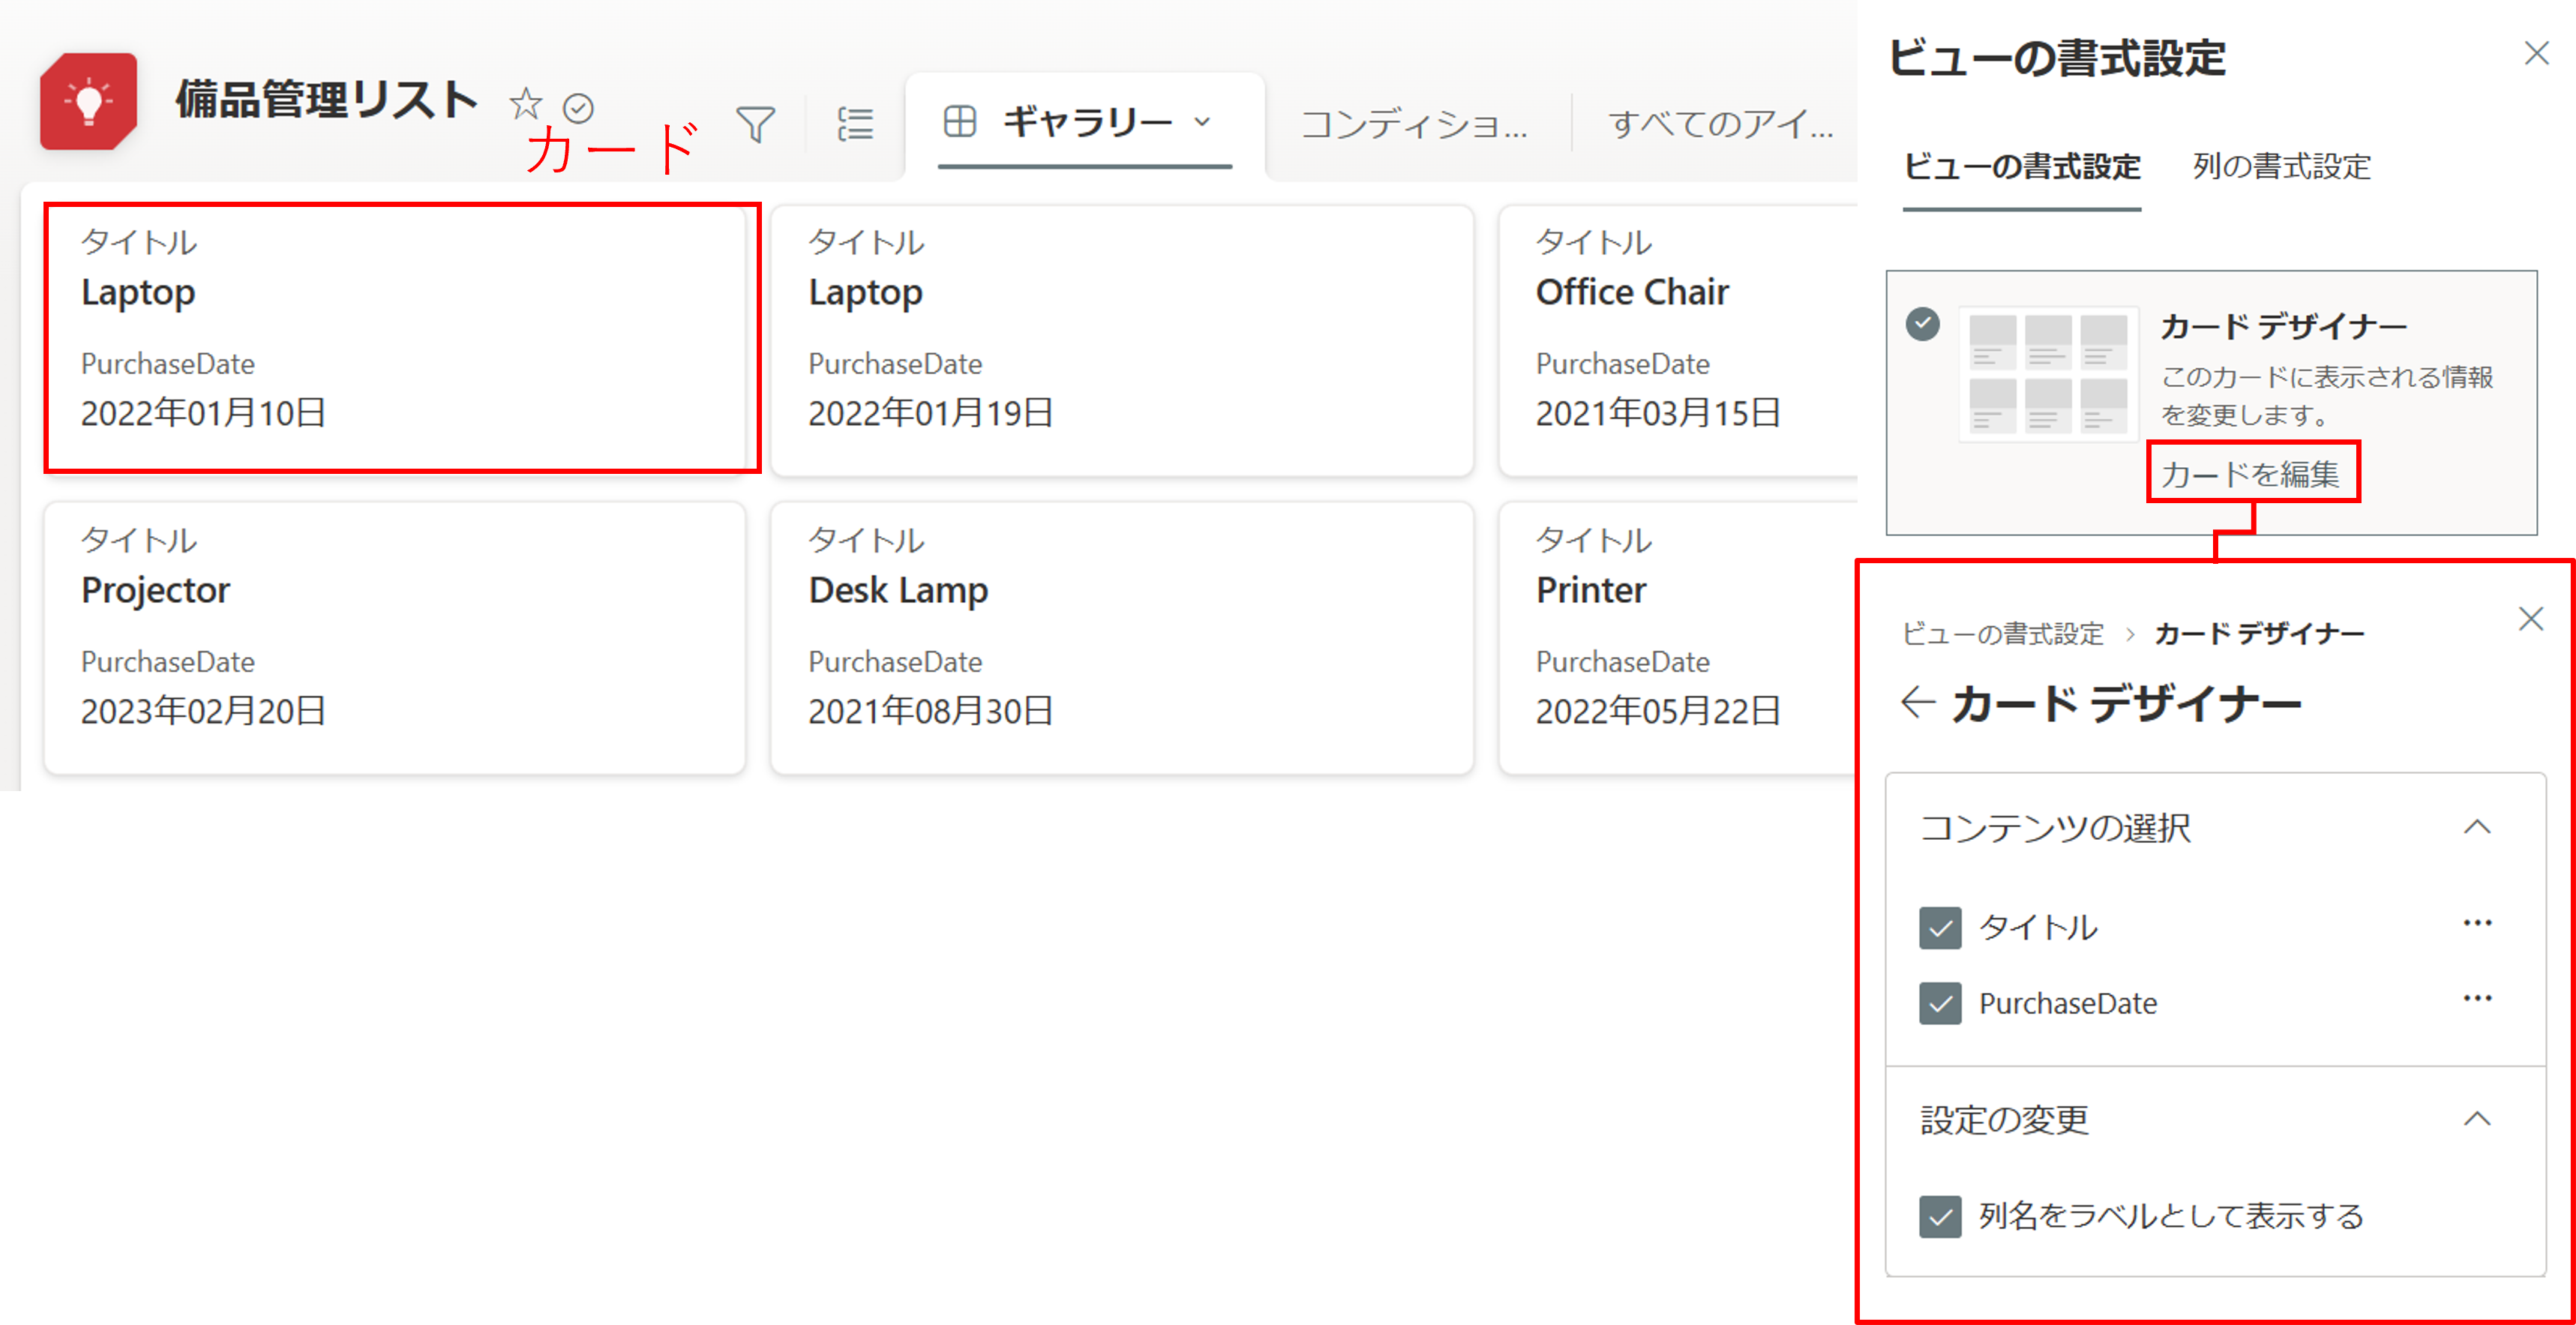 備品管理リスト
カード
ギャラリー
コンディショ...
すべてのアイ...
タイトル
Laptop
PurchaseDate
2022年01月10日
タイトル
Laptop
PurchaseDate
2022年01月19日
タイトル
Office Chair
PurchaseDate
2021年03月15日
タイトル
Projector
PurchaseDate
2023年02月20日
タイトル
Desk Lamp
PurchaseDate
2021年08月30日
タイトル
Printer
PurchaseDate
2022年05月22日
ビューの書式設定
ビューの書式設定
列の書式設定
カード デザイナー
このカードに表示される情報
を変更します。
カードを編集
ビューの書式設定 > カード デザイナー
カード デザイナー
コンテンツの選択
タイトル
PurchaseDate
設定の変更
列名をラベルとして表示する